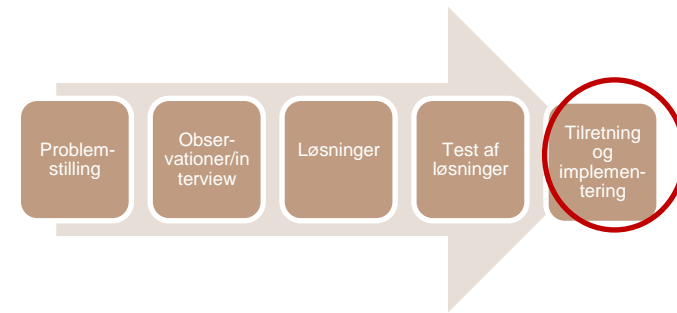 Problem-
stilling
Obser-
vationer/in
terview
Løsninger
Test af
løsninger
Tilretning
og
implemen-
tering